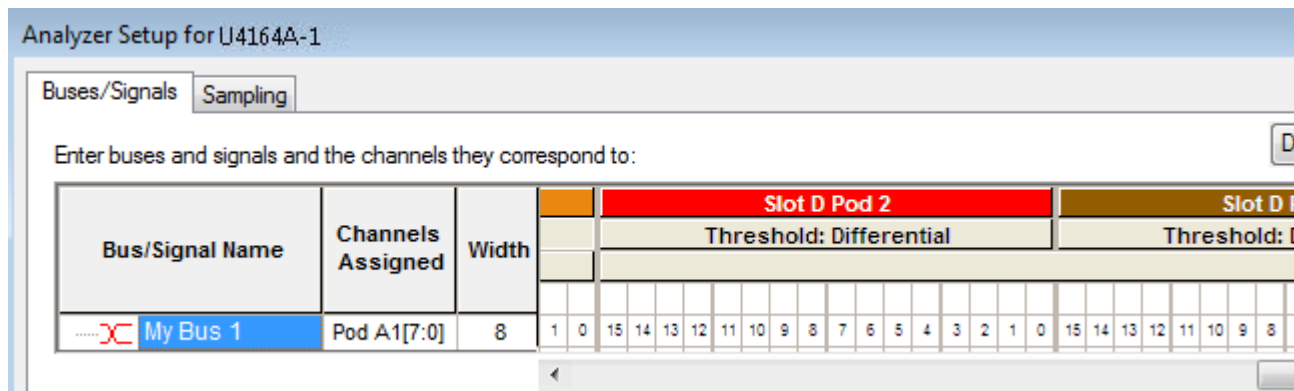 Analyzer Setup for U4164A-1
Buses/Signals Sampling
Enter buses and signals and the channels they correspond to:
D
Slot D Pod 2 Slot D
Bus/Signal Name Channels Assigned Width Threshold: Differential Threshold:
My Bus 1 Pod A1[7:0] 8 1 0 15 14 13 12 11 10 9 8 7 6 5 4 3 2 1 0 15 14 13 12 11 10 9 8